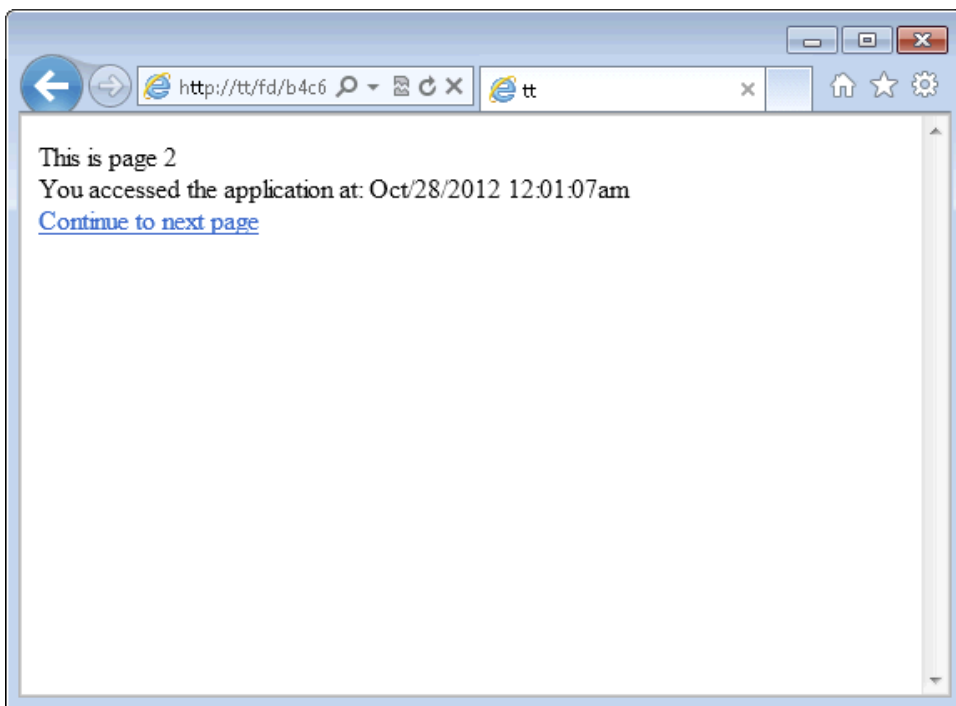 http://tt/fd/b4c6
tt
This is page 2
You accessed the application at: Oct/28/2012 12:01:07am
Continue to next page